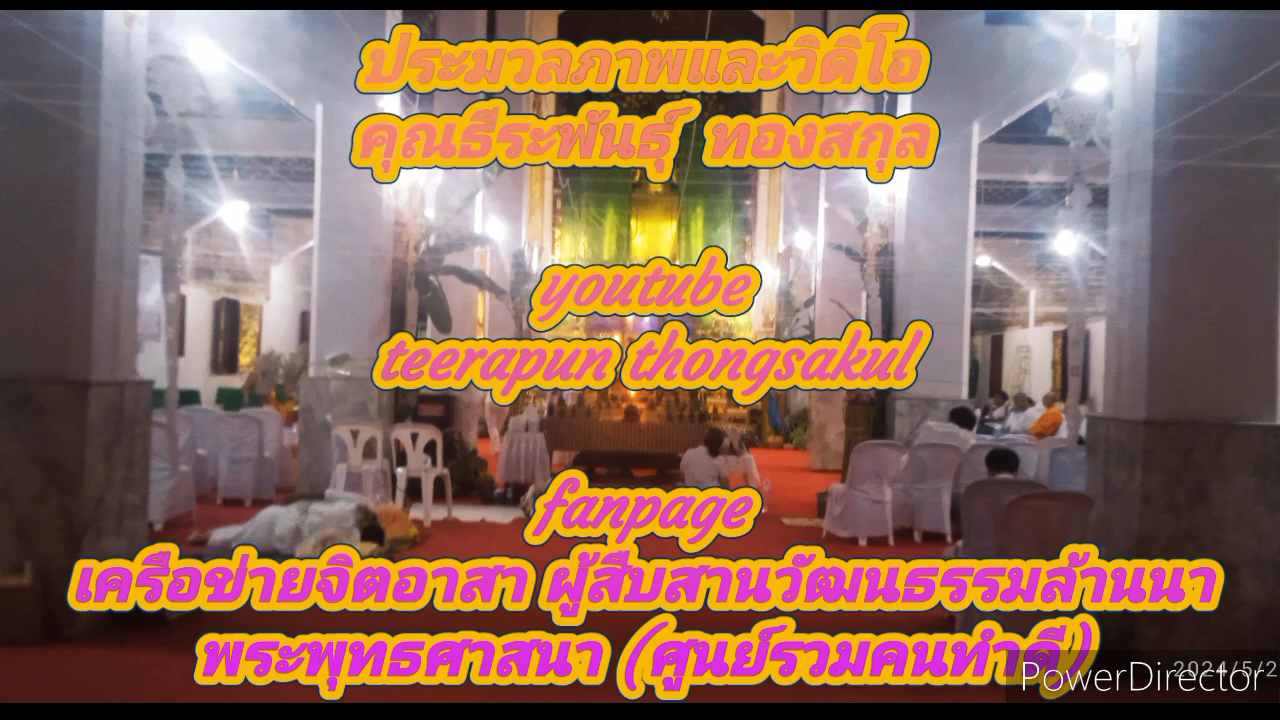 ประมวลภาพและวิดิโอ
คุณธีระพันธุ์ ทองสกุล
youtube
teerapun thongsakul
fanpage
เครือข่ายจิตอาสา ผู้สืบสานวัฒนธรรมล้านนา
พระพุทธศาสนา (ศูนย์รวมคนทำดี)
2024/5/2
PowerDirector